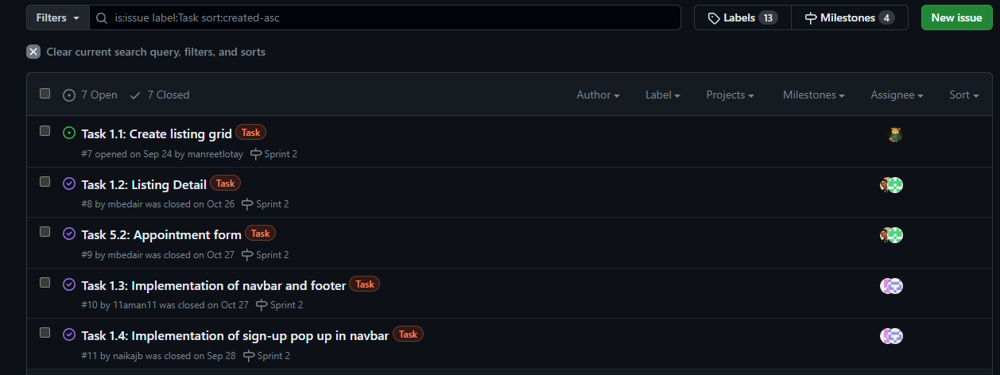 Filters is:issue label:Task sort:created-asc Labels 13 Milestones 4 New issue
Clear current search query, filters, and sorts
7 Open 7 Closed Author Label Projects Milestones Assignee Sort
Task 1.1: Create listing grid Task
#7 opened on Sep 24 by manreetlotay Sprint 2
Task 1.2: Listing Detail Task
#8 by mbedair was closed on Oct 26 Sprint 2
Task 5.2: Appointment form Task
#9 by mbedair was closed on Oct 27 Sprint 2
Task 1.3: Implementation of navbar and footer Task
#10 by 11aman11 was closed on Oct 27 Sprint 2
Task 1.4: Implementation of sign-up pop up in navbar Task
#11 by naikajb was closed on Sep 28 Sprint 2